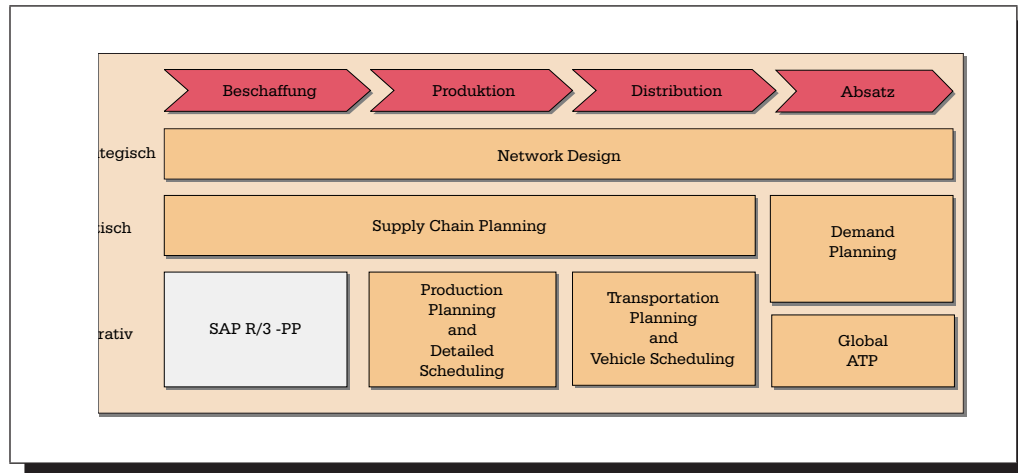 Beschaffung
Produktion
Distribution
Absatz
tegisch
Network Design
tisch
Supply Chain Planning
Demand
Planning
rativ
SAP R/3 -PP
Production
Planning
and
Detailed
Scheduling
Transportation
Planning
and
Vehicle Scheduling
Global
ATP